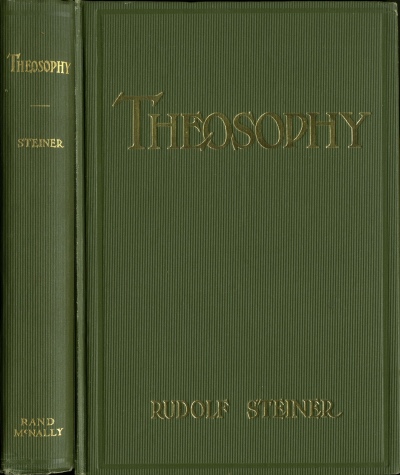 THEOSOPHY
STEINER
RAND
McNALLY
THEOSOPHY
RUDOLF STEINER